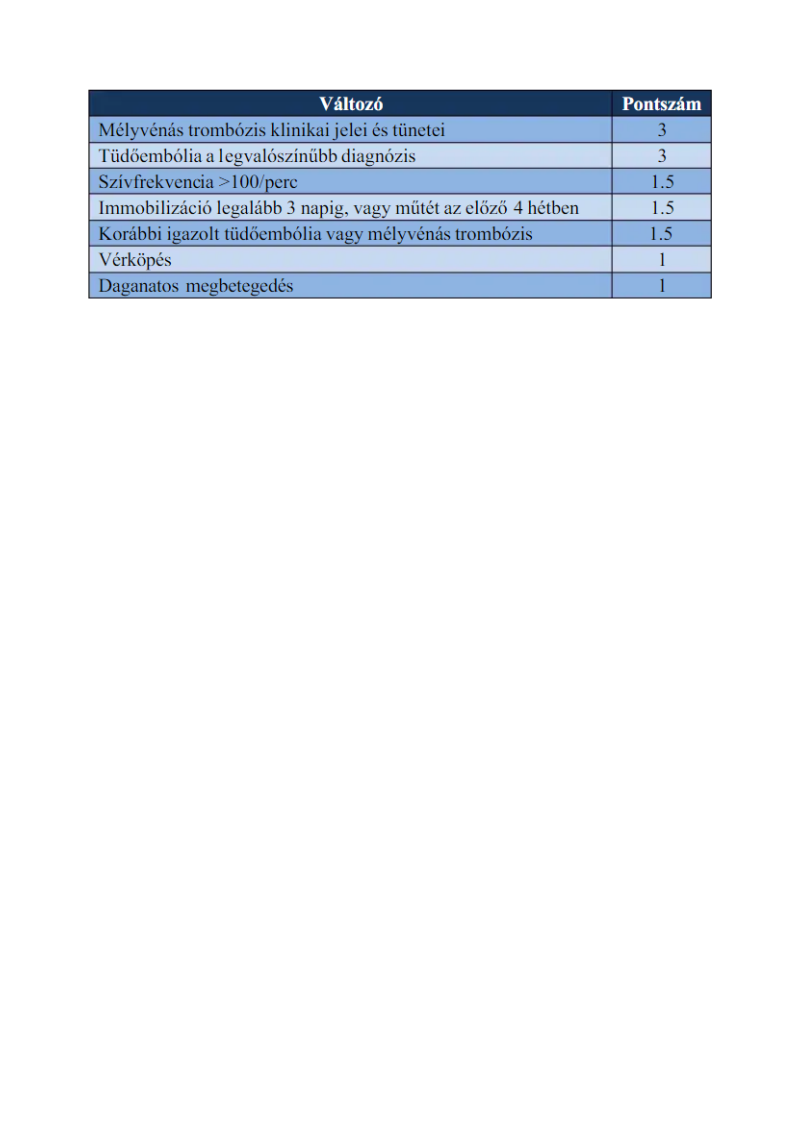 Változó Pontszám
Mélyvénás trombózis klinikai jelei és tünetei 3
Tüdőembólia a legvalószínűbb diagnózis 3
Szívfrekvencia >100/perc 1.5
Immobilizáció legalább 3 napig, vagy műtét az előző 4 hétben 1.5
Korábbi igazolt tüdőembólia vagy mélyvénás trombózis 1.5
Vérköpés 1
Daganatos megbetegedés 1